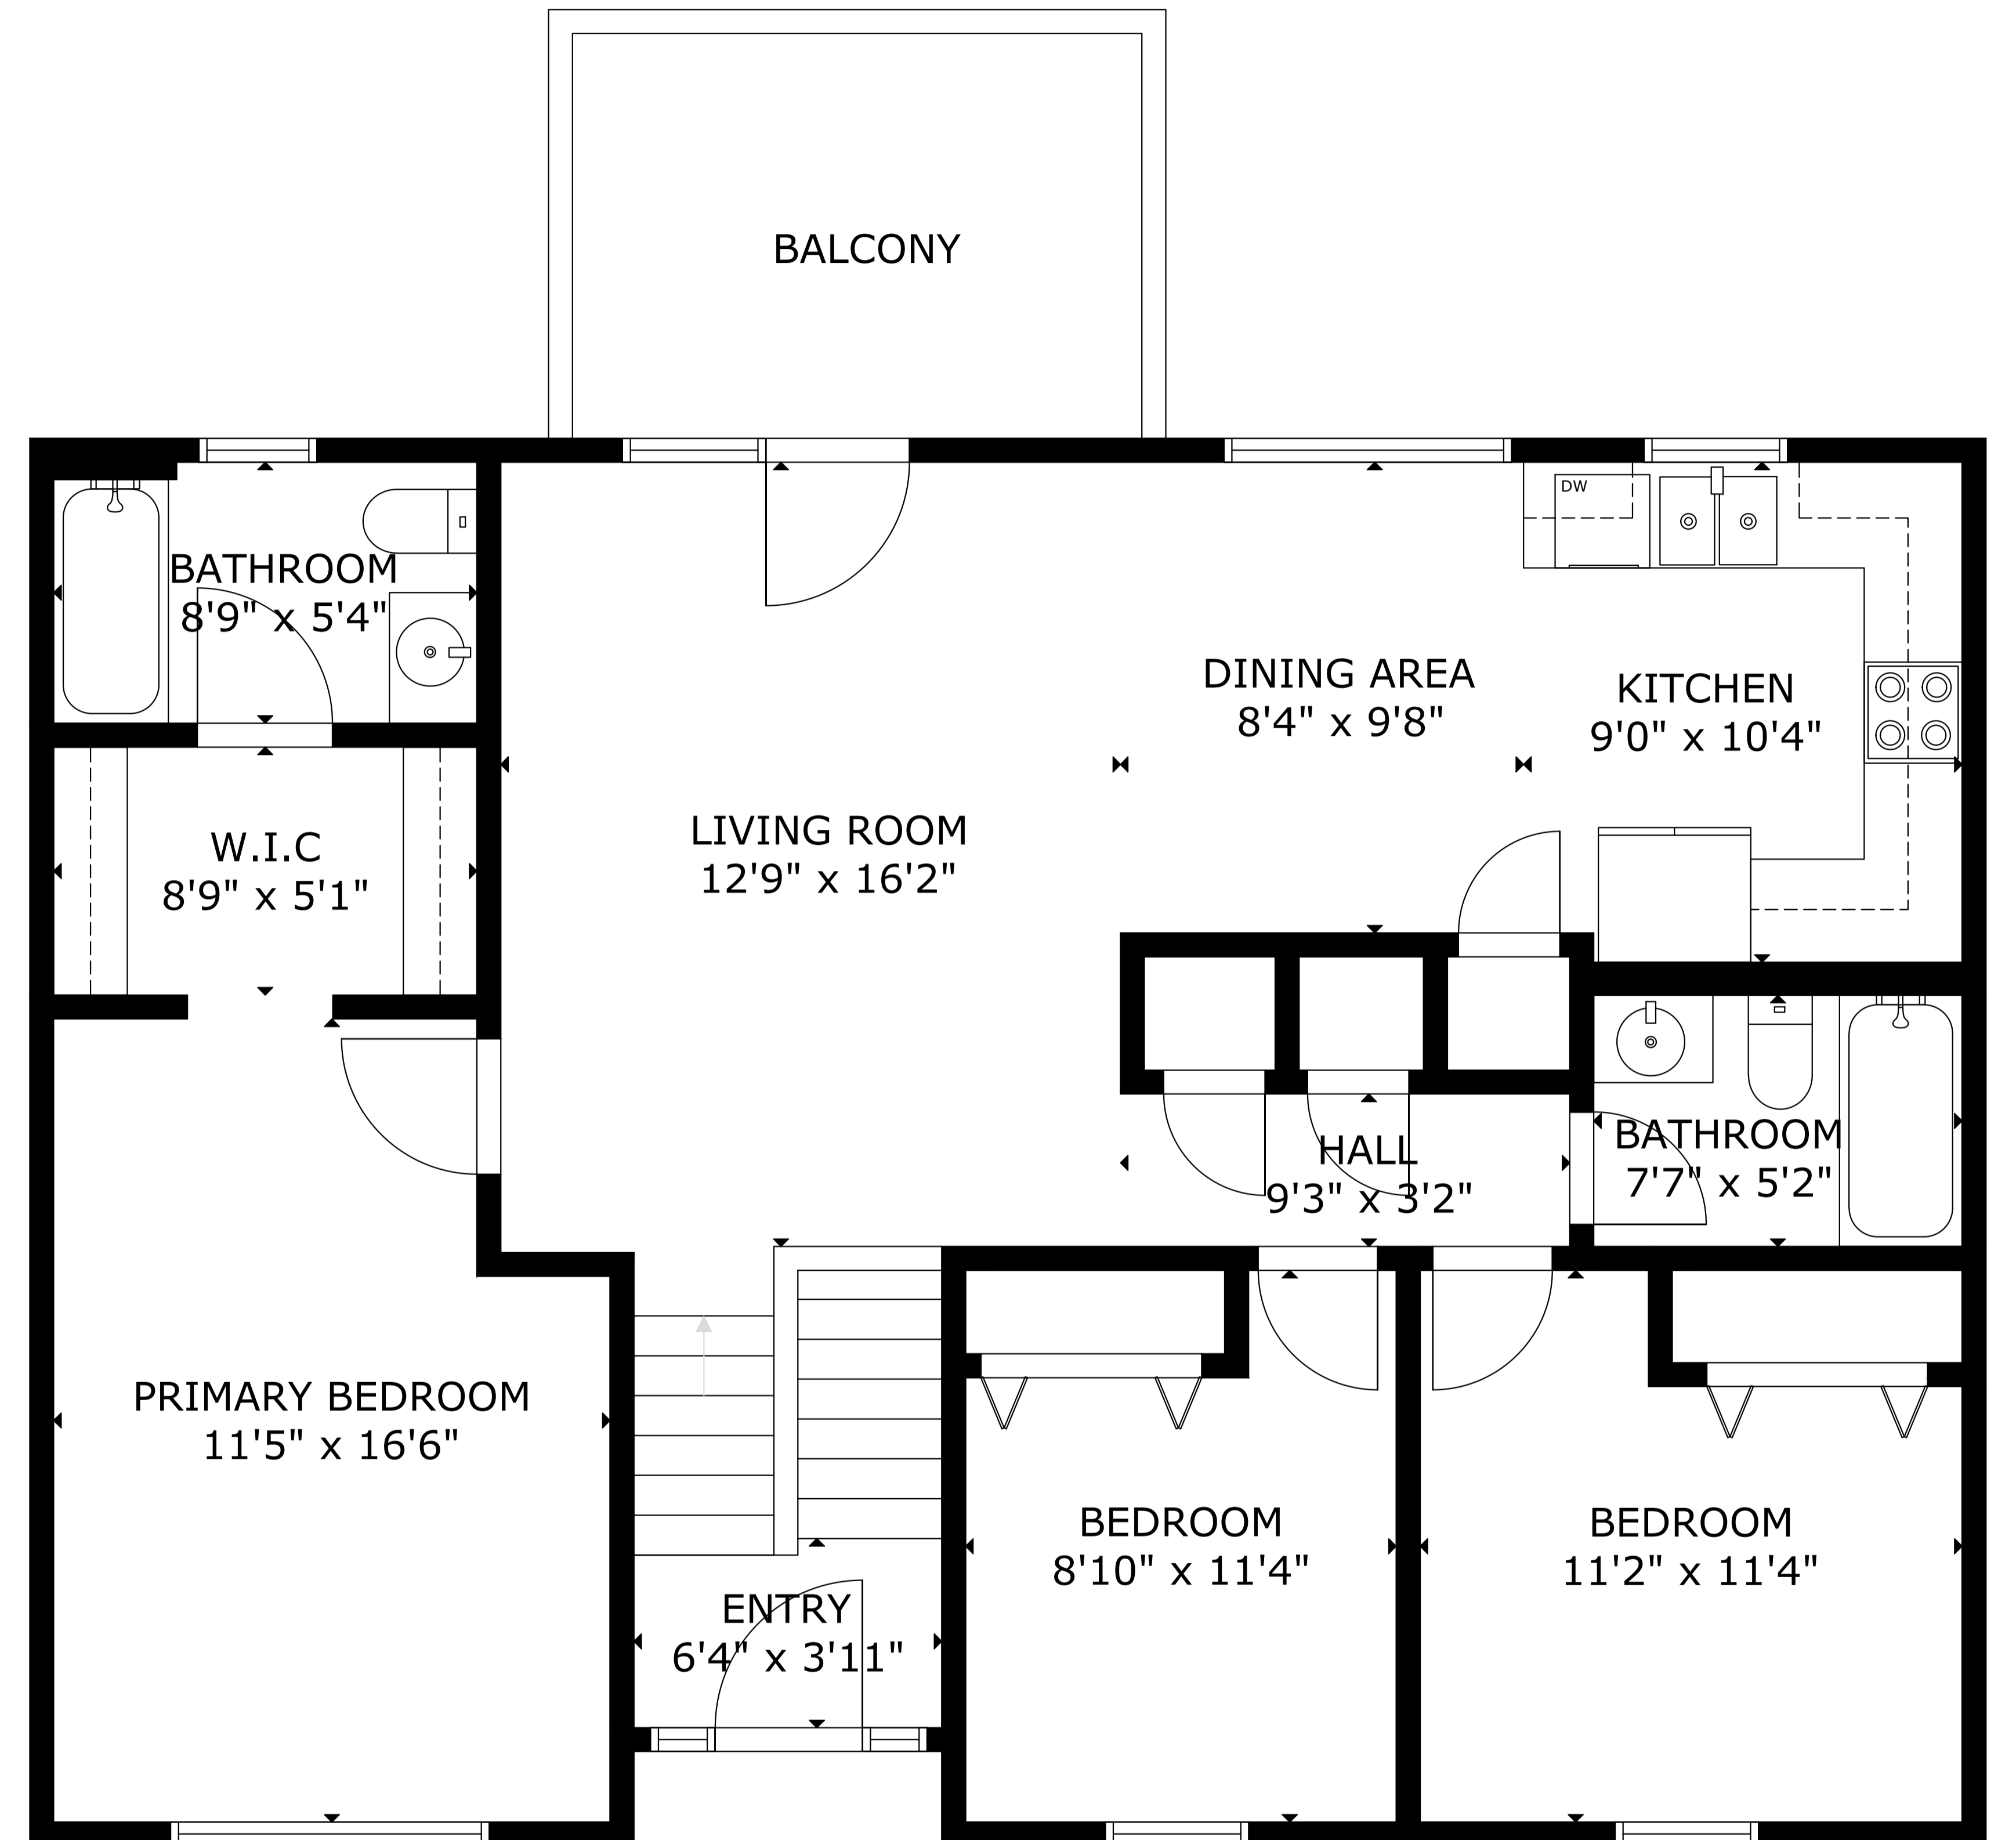 BALCONY
DW
BATHROOM
8'9" x 5'4"
DINING AREA
8'4" x 9'8"
KITCHEN
9'0" x 10'4"
W.I.C
8'9" x 5'1"
LIVING ROOM
12'9" x 16'2"
HALL
9'3" x 3'2"
BATHROOM
7'7" x 5'2"
PRIMARY BEDROOM
11'5" x 16'6"
BEDROOM
8'10" x 11'4"
BEDROOM
11'2" x 11'4"
ENTRY
6'4" x 3'11"